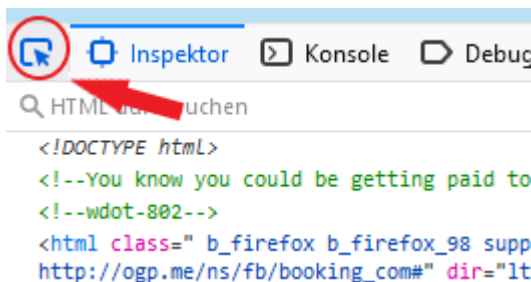 Inspektor Konsole Debug
HTML durchsuchen
<!DOCTYPE html>
<!--You know you could be getting paid to
<!--wdot-802-->
<html class=" b_firefox b_firefox_98 supp
http://ogp.me/ns/fb/booking_com#" dir="lt